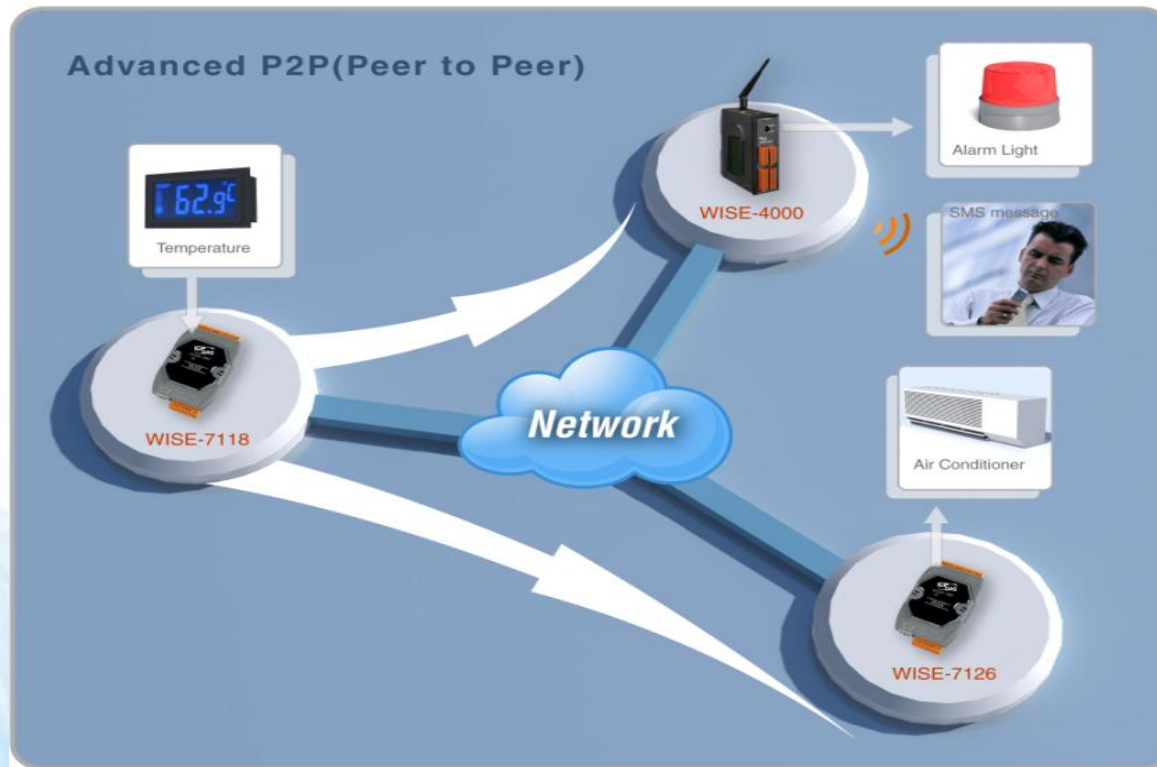 Advanced P2P(Peer to Peer)
62.9°C
Temperature
WISE-7118
WISE-4000
Alarm Light
SMS message
Network
Air Conditioner
WISE-7126